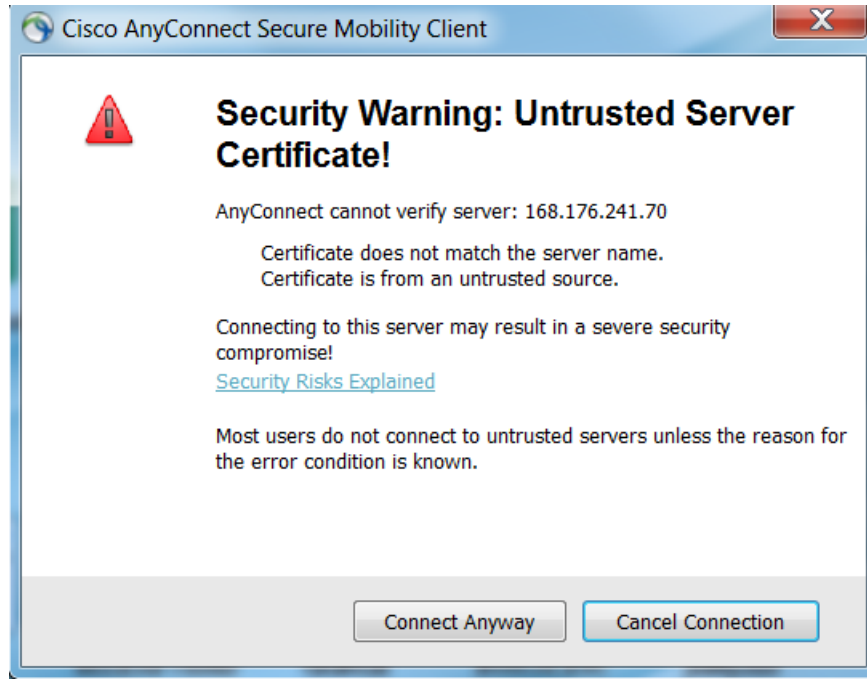 Cisco AnyConnect Secure Mobility Client
Security Warning: Untrusted Server
Certificate!
AnyConnect cannot verify server: 168.176.241.70
Certificate does not match the server name.
Certificate is from an untrusted source.
Connecting to this server may result in a severe security
compromise!
Security Risks Explained
Most users do not connect to untrusted servers unless the reason for
the error condition is known.
Connect Anyway
Cancel Connection